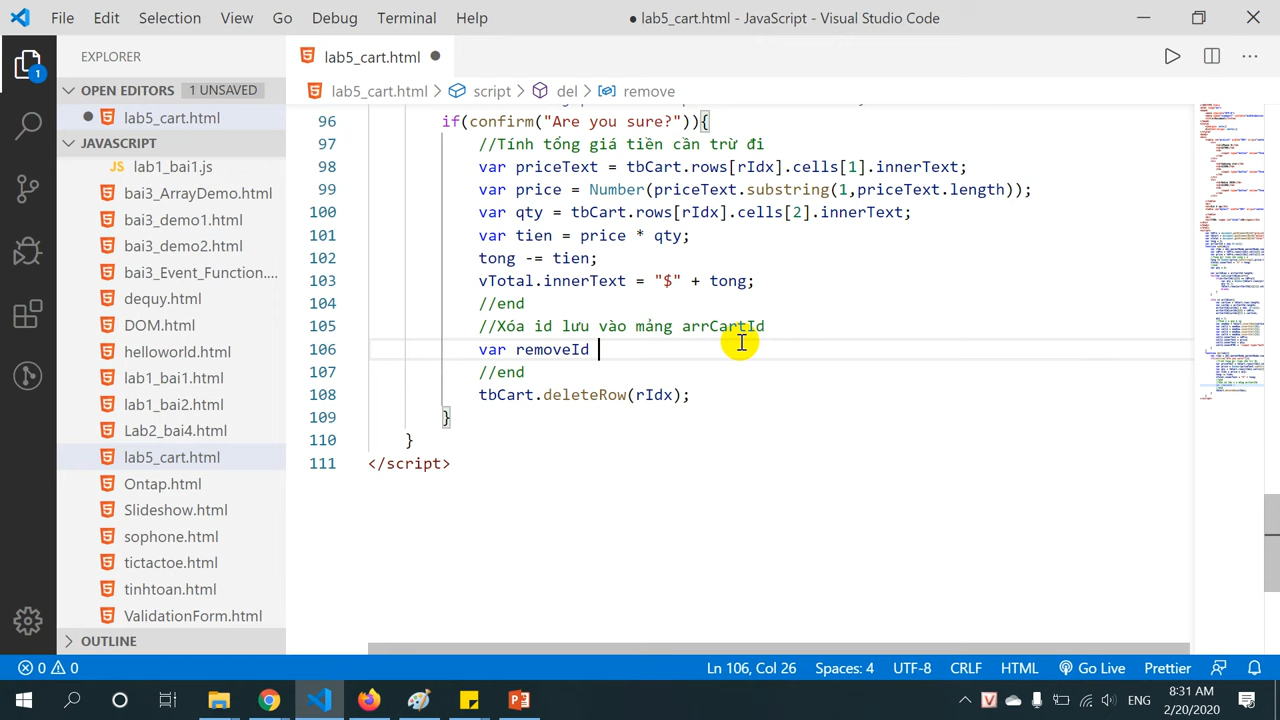 File Edit Selection View Go Debug Terminal Help
● lab5_cart.html - JavaScript - Visual Studio Code
EXPLORER
1
OPEN EDITORS 1 UNSAVED
lab5_cart.html
JAVASCRIPT
lab1_bai1.js
bai3_ArrayDemo.html
bai3_demo1.html
bai3_demo2.html
bai3_Event_Function....
dequy.html
DOM.html
helloworld.html
lab1_bai1.html
lab1_bai2.html
Lab2_bai4.html
lab5_cart.html
Ontap.html
Slideshow.html
sophone.html
tictactoe.html
tinhtoan.html
ValidationForm.html
OUTLINE
lab5_cart.html
lab5_cart.html > script > del > remove
96 if(confirm("Are you sure?")){
97 //Tính tổng giá tiền cần trừ đi
98 var priceText = tbCart.rows[rIdx].cells[1].innerText;
99 var price = Number(priceText.substring(1,priceText.length));
100 var qty = tbCart.rows[rIdx].cells[2].innerText;
101 var tien = price * qty;
102 tong -= tien;
103 vTotal.innerText = "$" + tong;
104 //end
105 //Xóa id lưu vào mảng arrCartId
106 var removeId
107 //end
108 tbCart.deleteRow(rIdx);
109 }
110 }
111 </script>
0 0
Ln 106, Col 26 Spaces: 4 UTF-8 CRLF HTML Go Live Prettier
ENG
8:31 AM
2/20/2020